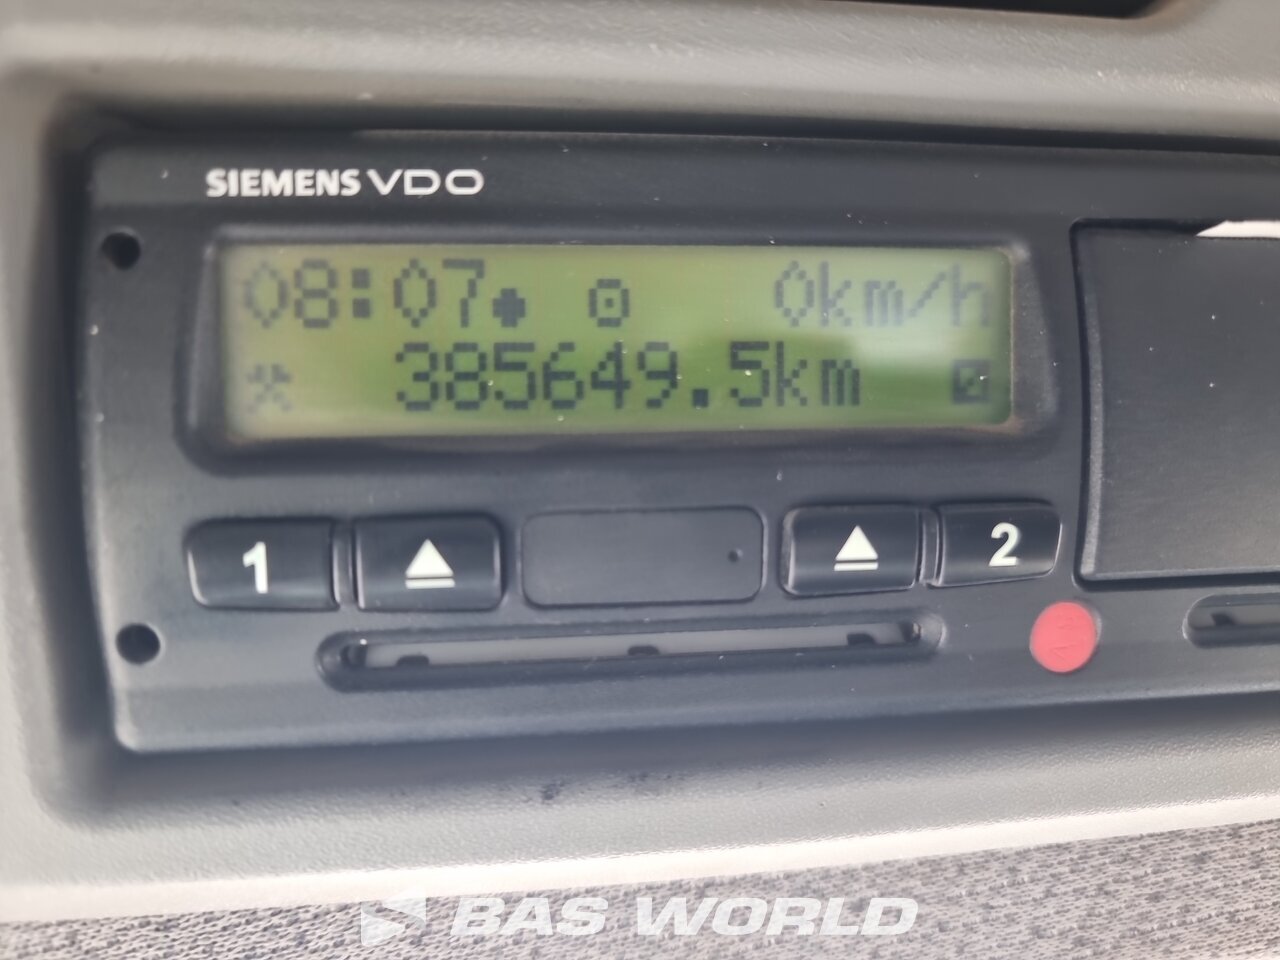 SIEMENS VDO
08:07 0km/h
385649.5km
1 2
BAS WORLD